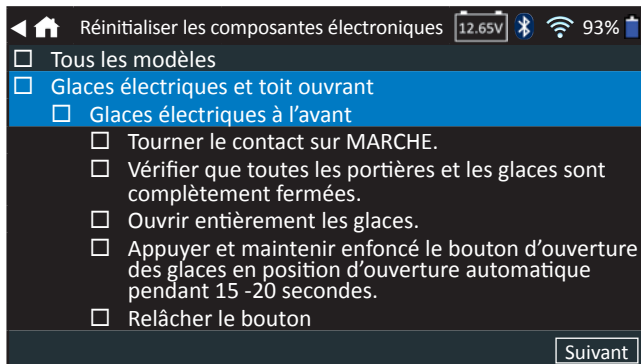 Réinitialiser les composantes électroniques 12.65V 93%
Tous les modèles
Glaces électriques et toit ouvrant
Glaces électriques à l’avant
Tourner le contact sur MARCHE.
Vérifier que toutes les portières et les glaces sont
complètement fermées.
Ouvrir entièrement les glaces.
Appuyer et maintenir enfoncé le bouton d’ouverture
des glaces en position d’ouverture automatique
pendant 15 -20 secondes.
Relâcher le bouton
Suivant